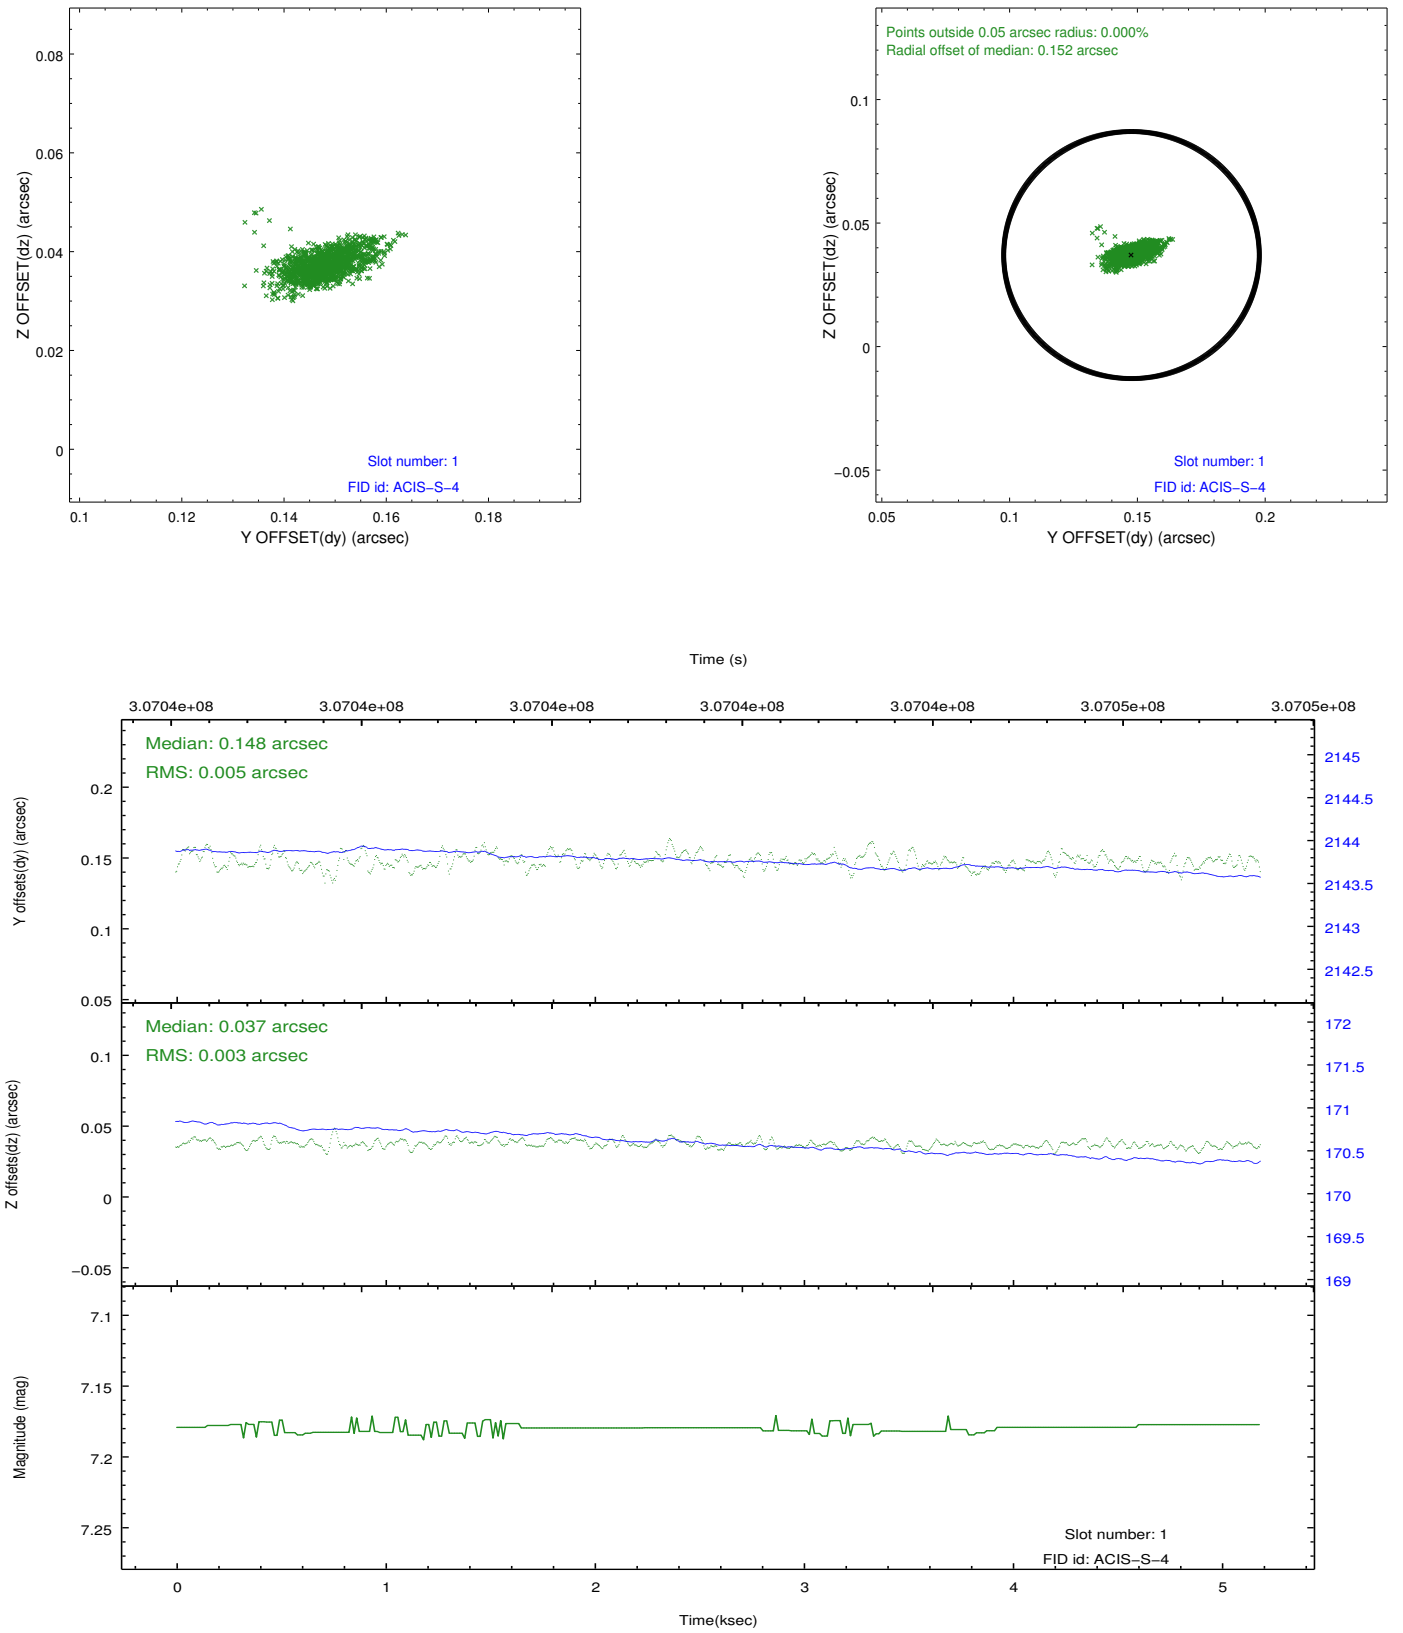 0.08
0.06
0.04
0.02
0
Z OFFSET(dz) (arcsec)
Slot number: 1
FID id: ACIS−S−4
0.1 0.12 0.14 0.16 0.18
Y OFFSET(dy) (arcsec)
Points outside 0.05 arcsec radius: 0.000%
Radial offset of median: 0.152 arcsec
0.1
0.05
0
−0.05
Z OFFSET(dz) (arcsec)
Slot number: 1
FID id: ACIS−S−4
0.05 0.1 0.15 0.2
Y OFFSET(dy) (arcsec)
Time (s)
3.0704e+08 3.0704e+08 3.0704e+08 3.0704e+08 3.0704e+08 3.0705e+08 3.0705e+08
Median: 0.148 arcsec
RMS: 0.005 arcsec
0.2
0.15
0.1
0.05
Y offsets(dy) (arcsec)
2145
2144.5
2144
2143.5
2143
2142.5
Median: 0.037 arcsec
RMS: 0.003 arcsec
0.1
0.05
0
−0.05
Z offsets(dz) (arcsec)
172
171.5
171
170.5
170
169.5
169
7.1
7.15
7.2
7.25
Magnitude (mag)
Slot number: 1
FID id: ACIS−S−4
0 1 2 3 4 5
Time(ksec)